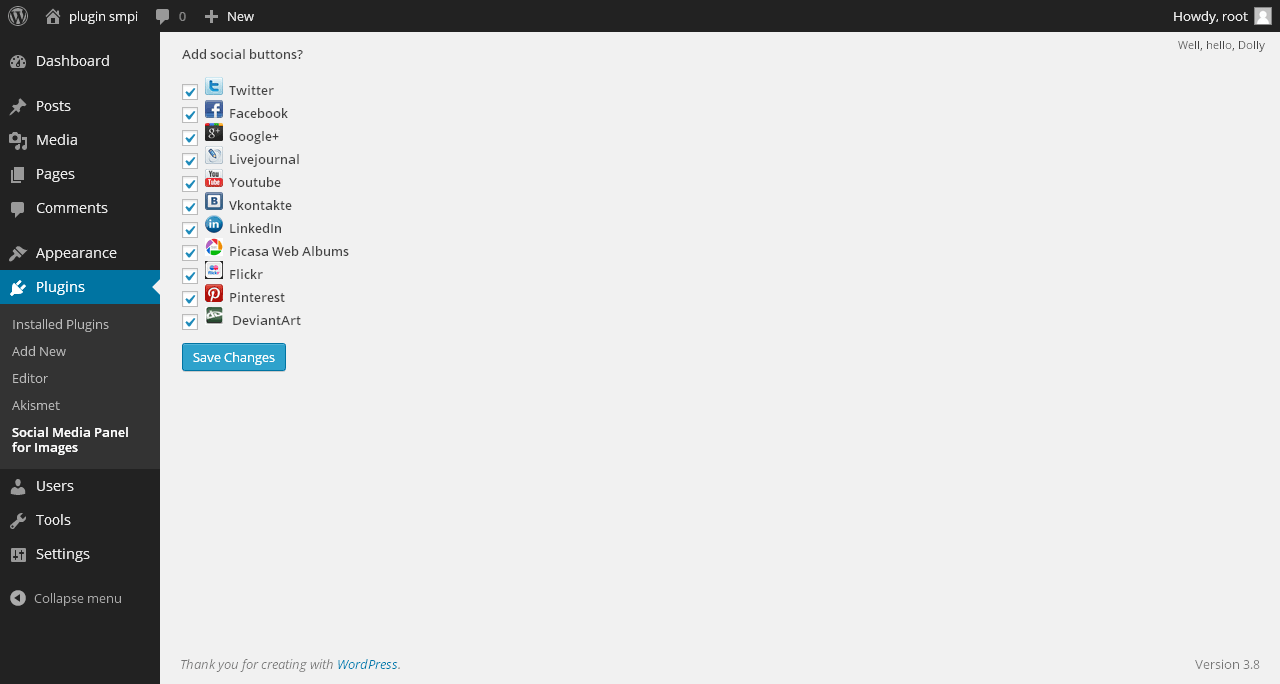 plugin smpi
0
New
Howdy, root
Dashboard
Posts
Media
Pages
Comments
Appearance
Plugins
Installed Plugins
Add New
Editor
Akismet
Social Media Panel
for Images
Users
Tools
Settings
Collapse menu
Well, hello, Dolly
Add social buttons?
Twitter
Facebook
Google+
Livejournal
You
Tube
Youtube
Vkontakte
LinkedIn
Picasa Web Albums
Flickr
Pinterest
DeviantArt
Save Changes
Thank you for creating with WordPress.
Version 3.8